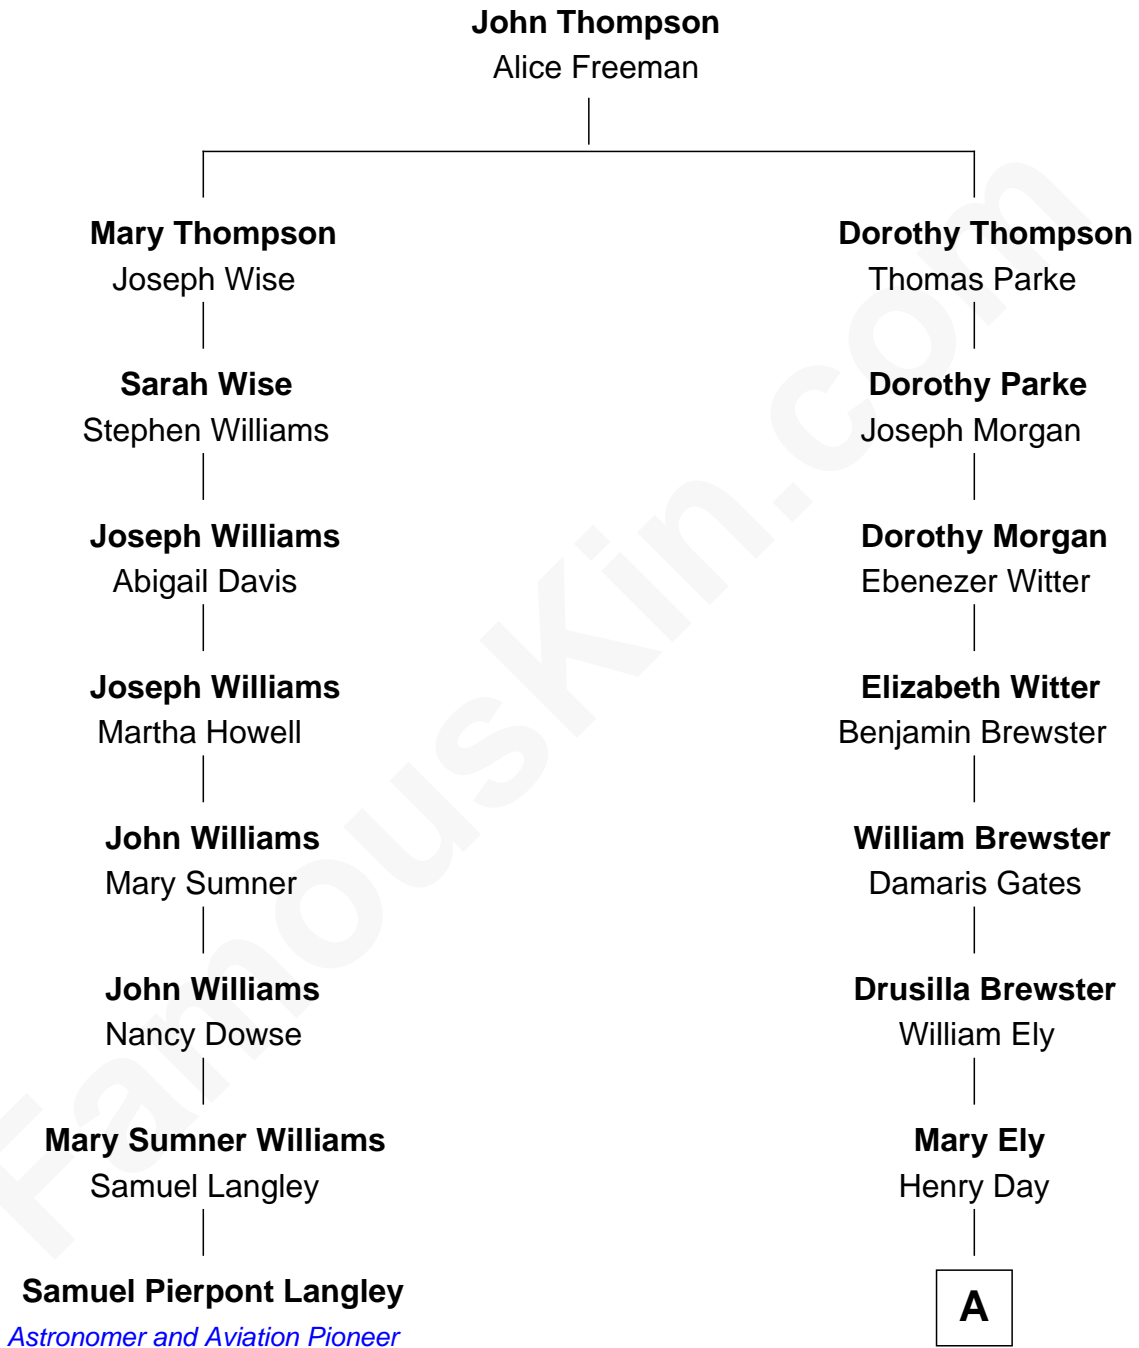 John Thompson
Alice Freeman
Mary Thompson
Joseph Wise
Dorothy Thompson
Thomas Parke
Sarah Wise
Stephen Williams
Dorothy Parke
Joseph Morgan
Joseph Williams
Abigail Davis
Dorothy Morgan
Ebenezer Witter
Joseph Williams
Martha Howell
Elizabeth Witter
Benjamin Brewster
John Williams
Mary Sumner
William Brewster
Damaris Gates
John Williams
Nancy Dowse
Drusilla Brewster
William Ely
Mary Sumner Williams
Samuel Langley
Mary Ely
Henry Day
Samuel Pierpont Langley
Astronomer and Aviation Pioneer
A
FamousKin.com